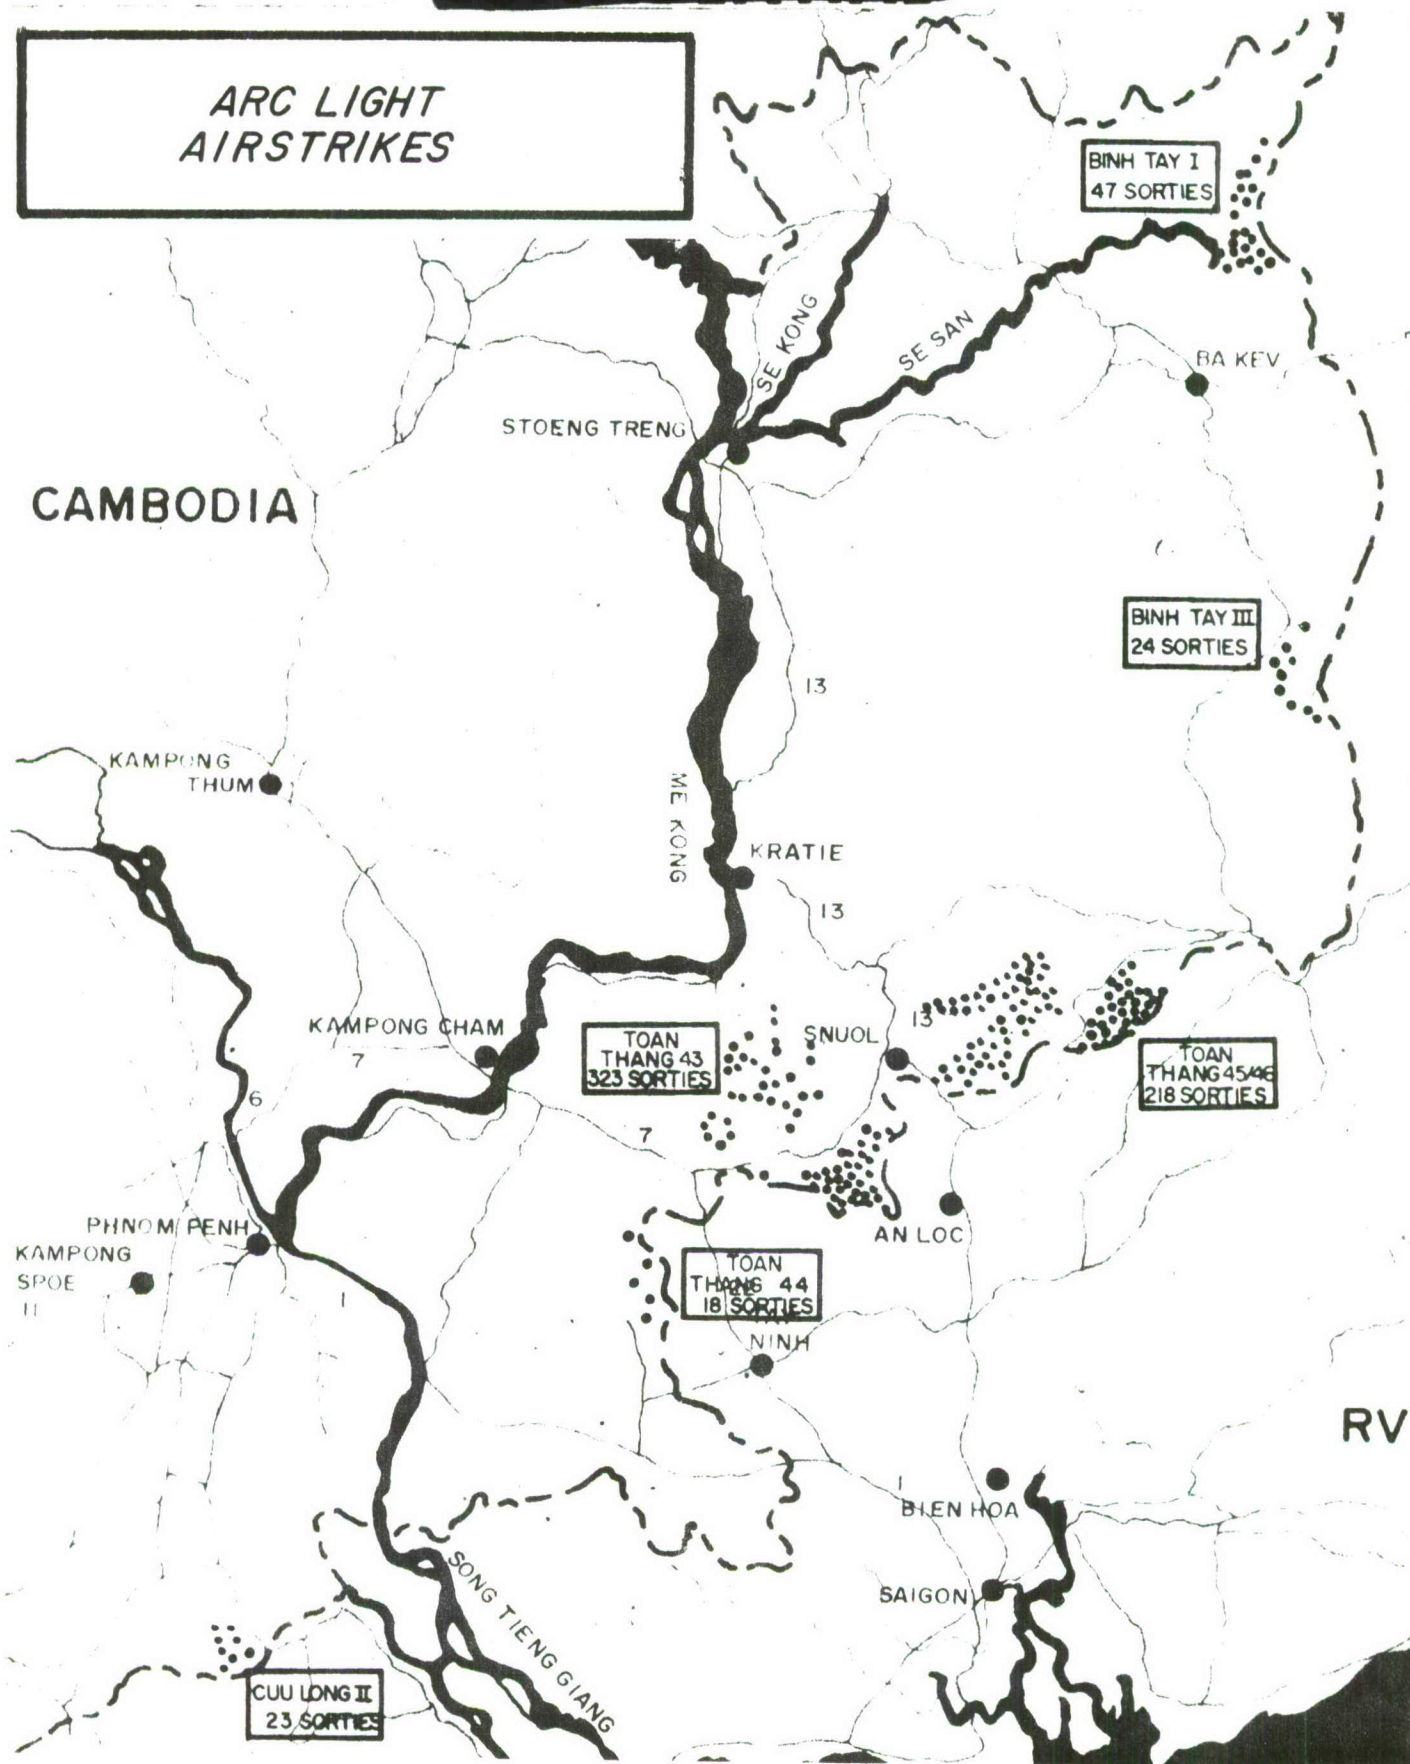 ARC LIGHT
AIRSTRIKES
BINH TAY I
47 SORTIES
SE KONG
SE SAN
BA KEV
STOENG TRENG
CAMBODIA
BINH TAY III
24 SORTIES
13
KAMPONG
THUM
ME KONG
KRATIE
13
KAMPONG CHAM
7
TOAN
THANG 43
323 SORTIES
SNUOL
13
TOAN
THANG 45/46
218 SORTIES
6
7
PHNOM PENH
KAMPONG
SPOE
11
1
AN LOC
TOAN
THANG 44
18 SORTIES
NINH
RV
1
BIEN HOA
SAIGON
SONG TIENG GIANG
CUU LONG II
23 SORTIES